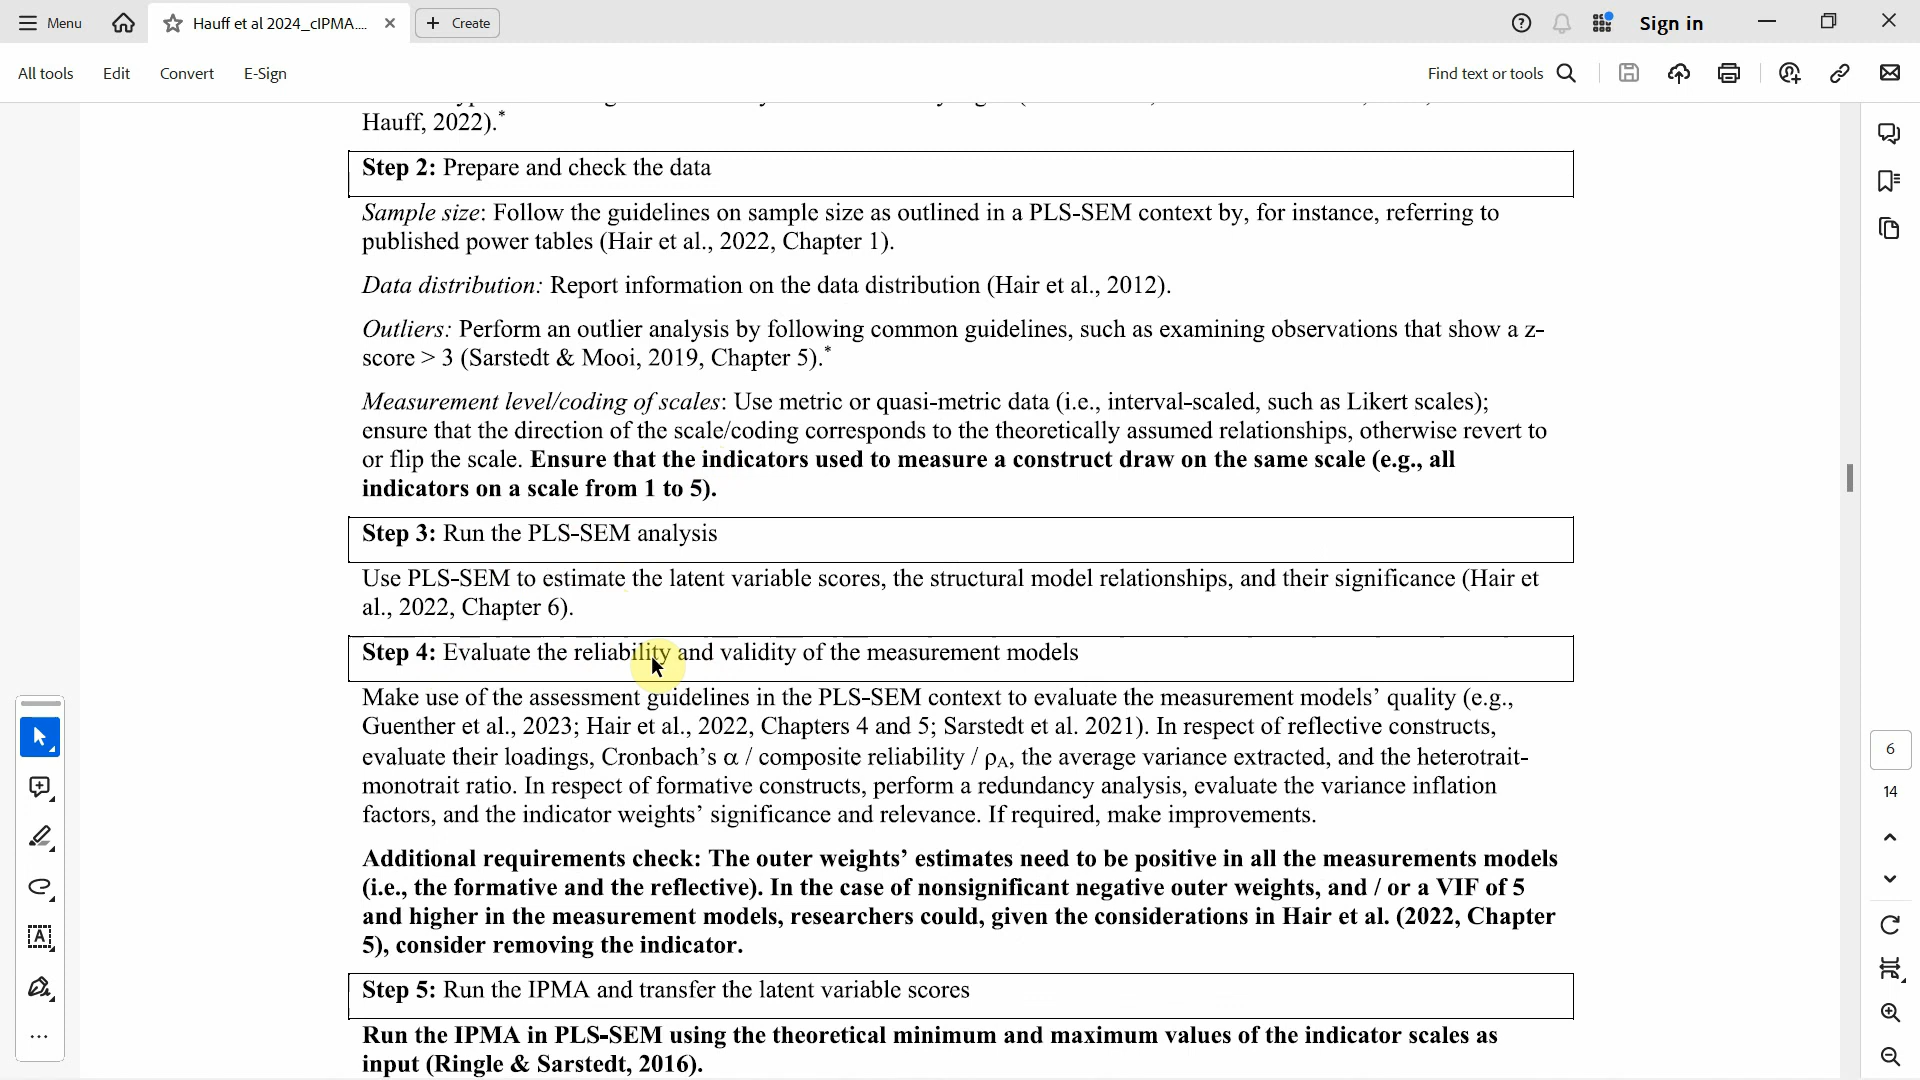 Menu
Hauff et al 2024_cIPMA....
Create
Sign in
All tools
Edit
Convert
E-Sign
Find text or tools
Hauff, 2022).*
Step 2: Prepare and check the data
Sample size: Follow the guidelines on sample size as outlined in a PLS-SEM context by, for instance, referring to
published power tables (Hair et al., 2022, Chapter 1).
Data distribution: Report information on the data distribution (Hair et al., 2012).
Outliers: Perform an outlier analysis by following common guidelines, such as examining observations that show a z-
score > 3 (Sarstedt & Mooi, 2019, Chapter 5).*
Measurement level/coding of scales: Use metric or quasi-metric data (i.e., interval-scaled, such as Likert scales);
ensure that the direction of the scale/coding corresponds to the theoretically assumed relationships, otherwise revert to
or flip the scale. Ensure that the indicators used to measure a construct draw on the same scale (e.g., all
indicators on a scale from 1 to 5).
Step 3: Run the PLS-SEM analysis
Use PLS-SEM to estimate the latent variable scores, the structural model relationships, and their significance (Hair et
al., 2022, Chapter 6).
Step 4: Evaluate the reliability and validity of the measurement models
Make use of the assessment guidelines in the PLS-SEM context to evaluate the measurement models' quality (e.g.,
Guenther et al., 2023; Hair et al., 2022, Chapters 4 and 5; Sarstedt et al. 2021). In respect of reflective constructs,
evaluate their loadings, Cronbach's α / composite reliability / ρA, the average variance extracted, and the heterotrait-
monotrait ratio. In respect of formative constructs, perform a redundancy analysis, evaluate the variance inflation
factors, and the indicator weights' significance and relevance. If required, make improvements.
Additional requirements check: The outer weights' estimates need to be positive in all the measurements models
(i.e., the formative and the reflective). In the case of nonsignificant negative outer weights, and / or a VIF of 5
and higher in the measurement models, researchers could, given the considerations in Hair et al. (2022, Chapter
5), consider removing the indicator.
Step 5: Run the IPMA and transfer the latent variable scores
Run the IPMA in PLS-SEM using the theoretical minimum and maximum values of the indicator scales as
input (Ringle & Sarstedt, 2016).
6
14